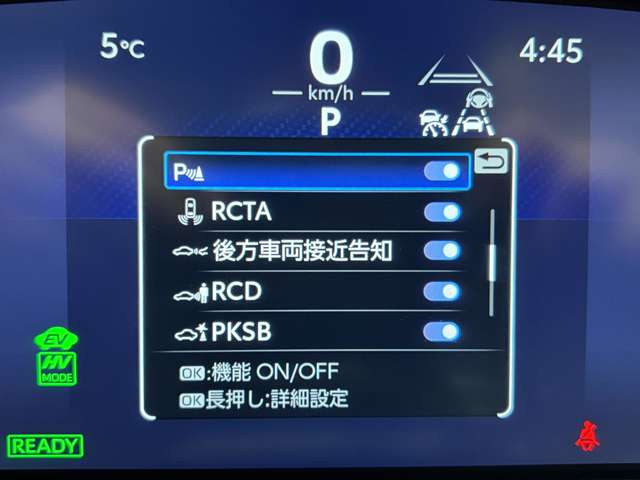 5℃
0
4:45
km/h
P
P
RCTA
後方車両接近告知
RCD
PKSB
OK:機能 ON/OFF
OK長押し:詳細設定
EV
HV
MODE
READY